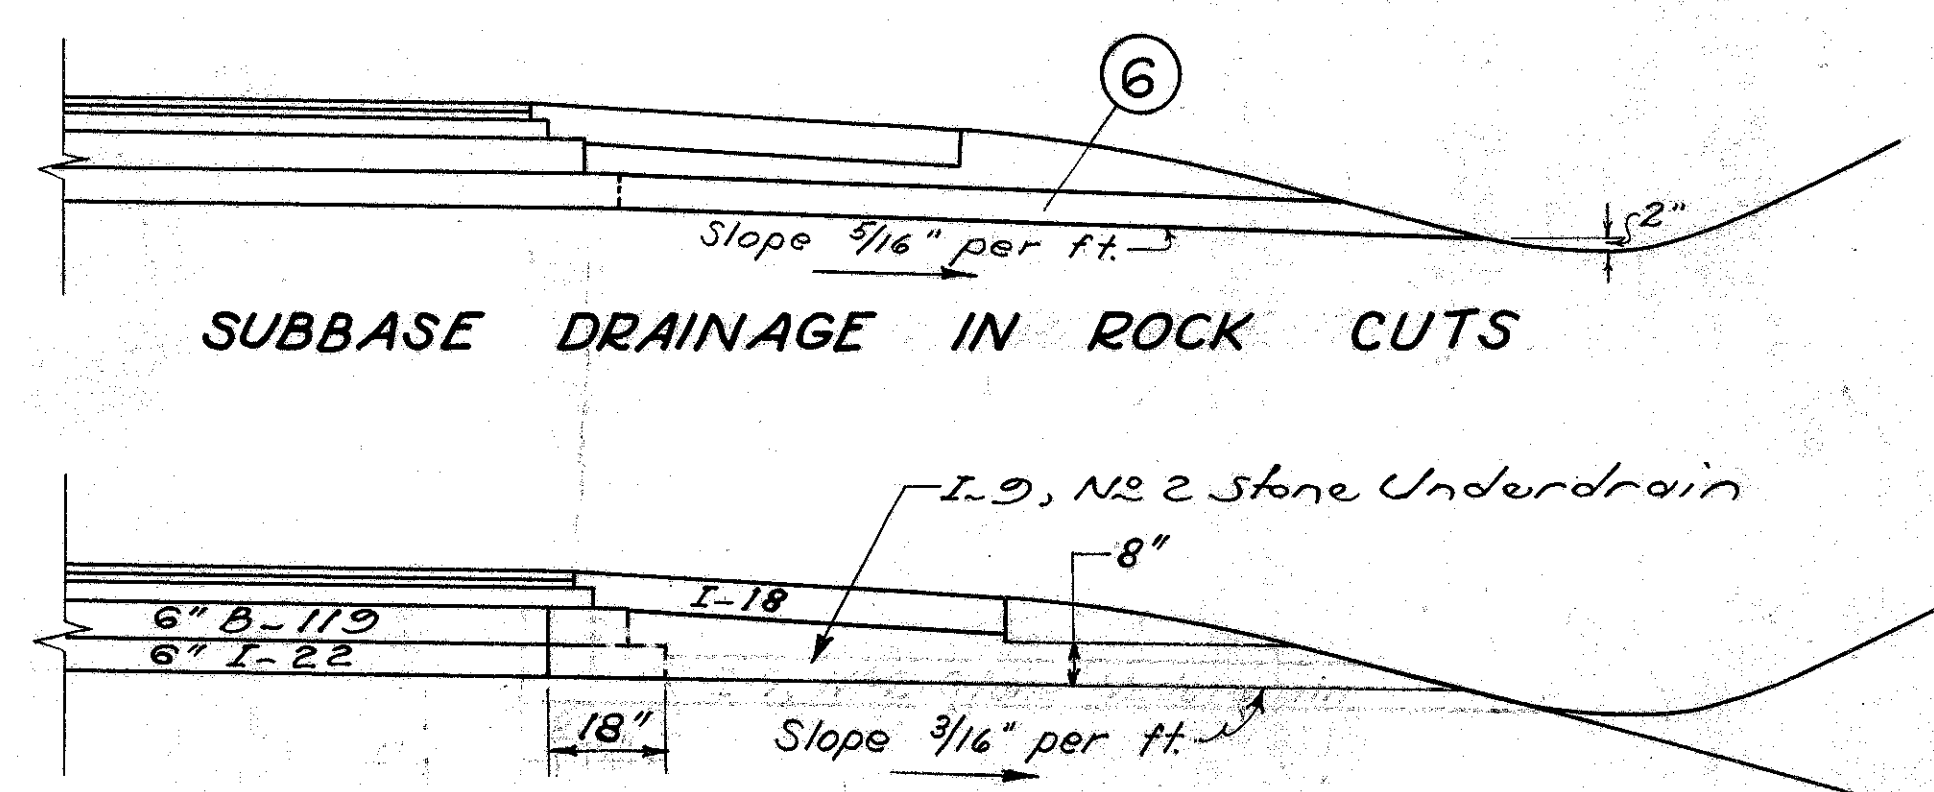 6
2"
Slope 5/16" per ft.
SUBBASE DRAINAGE IN ROCK CUTS
I-9, No 2 Stone Underdrain
8"
I-18
6" B-119
6" I-22
18"
Slope 3/16" per ft.